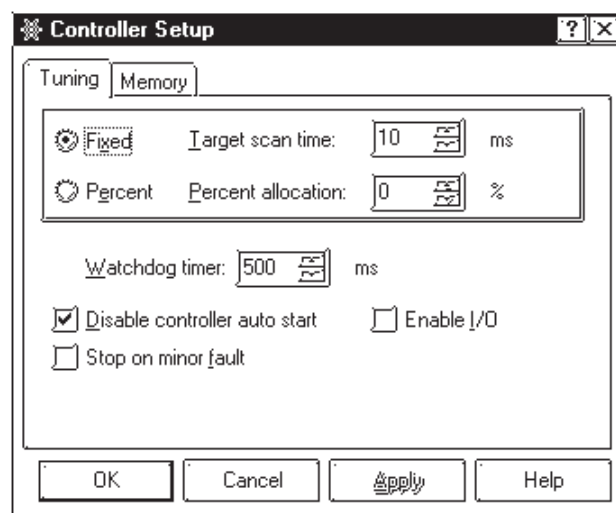 Controller Setup ? X
Tuning Memory
Fixed Target scan time: 10 ms
Percent Percent allocation: 0 %
Watchdog timer: 500 ms
Disable controller auto start Enable I/O
Stop on minor fault
OK Cancel Apply Help